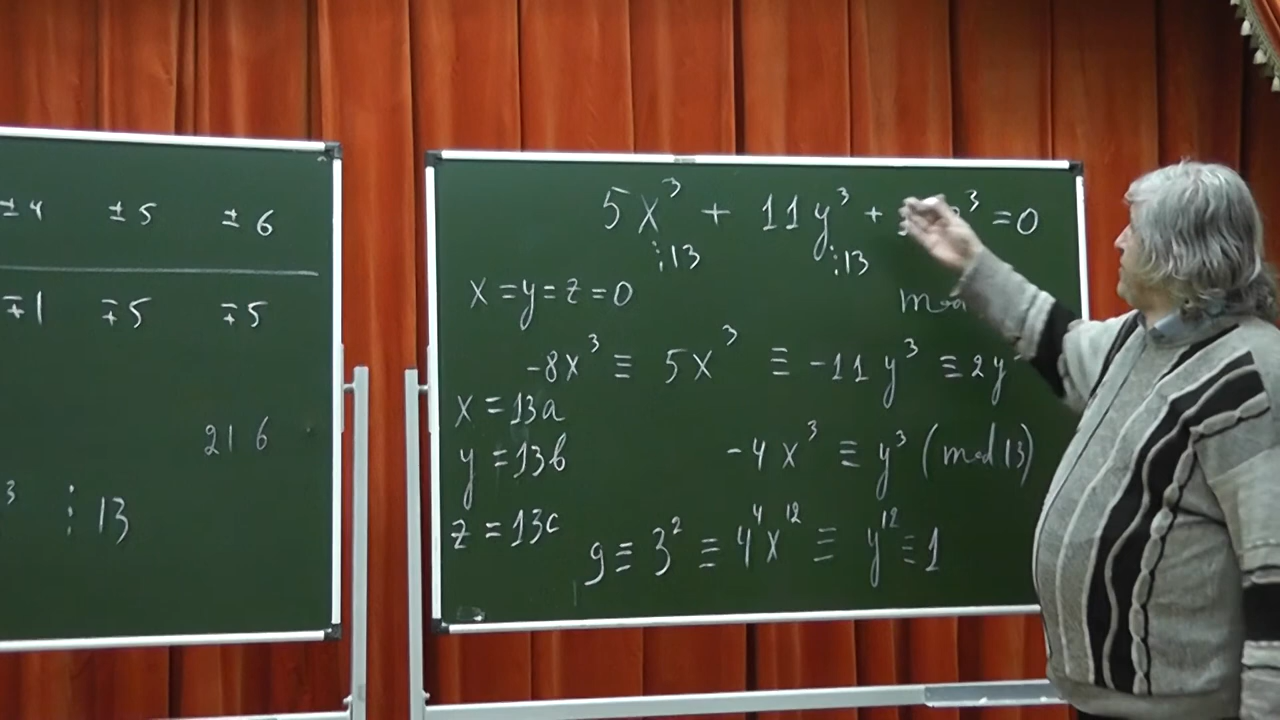 ±4 ±5 ±6
∓1 ∓5 ∓5
216
3 ⋮ 13
5x³ + 11y³ + ³ = 0
⋮13 ⋮13
x = y = z = 0
-8x³ ≡ 5x³ ≡ -11y³ ≡ 2y
x = 13a
y = 13b
-4x³ ≡ y³ (mod 13)
z = 13c
9 ≡ 3² ≡ 4⁴x¹² ≡ y¹² ≡ 1